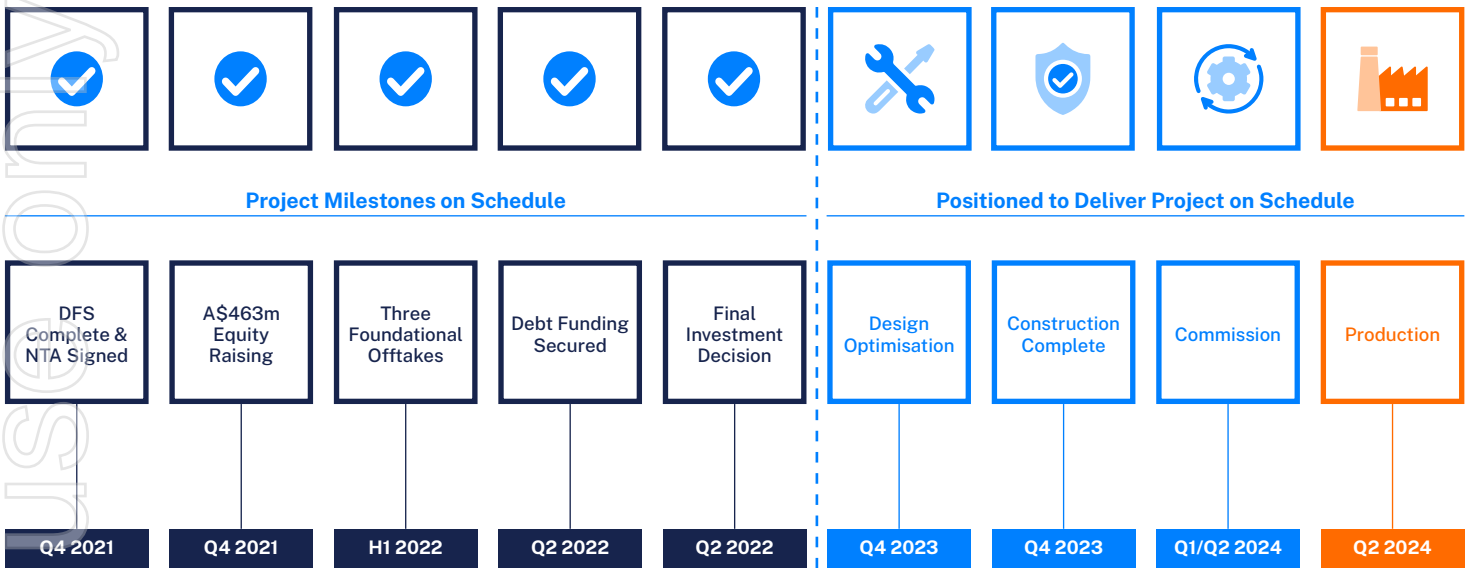 Project Milestones on Schedule
Positioned to Deliver Project on Schedule
DFS
Complete &
NTA Signed
A$463m
Equity
Raising
Three
Foundational
Offtakes
Debt Funding
Secured
Final
Investment
Decision
Design
Optimisation
Construction
Complete
Commission
Production
Q4 2021
Q4 2021
H1 2022
Q2 2022
Q2 2022
Q4 2023
Q4 2023
Q1/Q2 2024
Q2 2024
use only